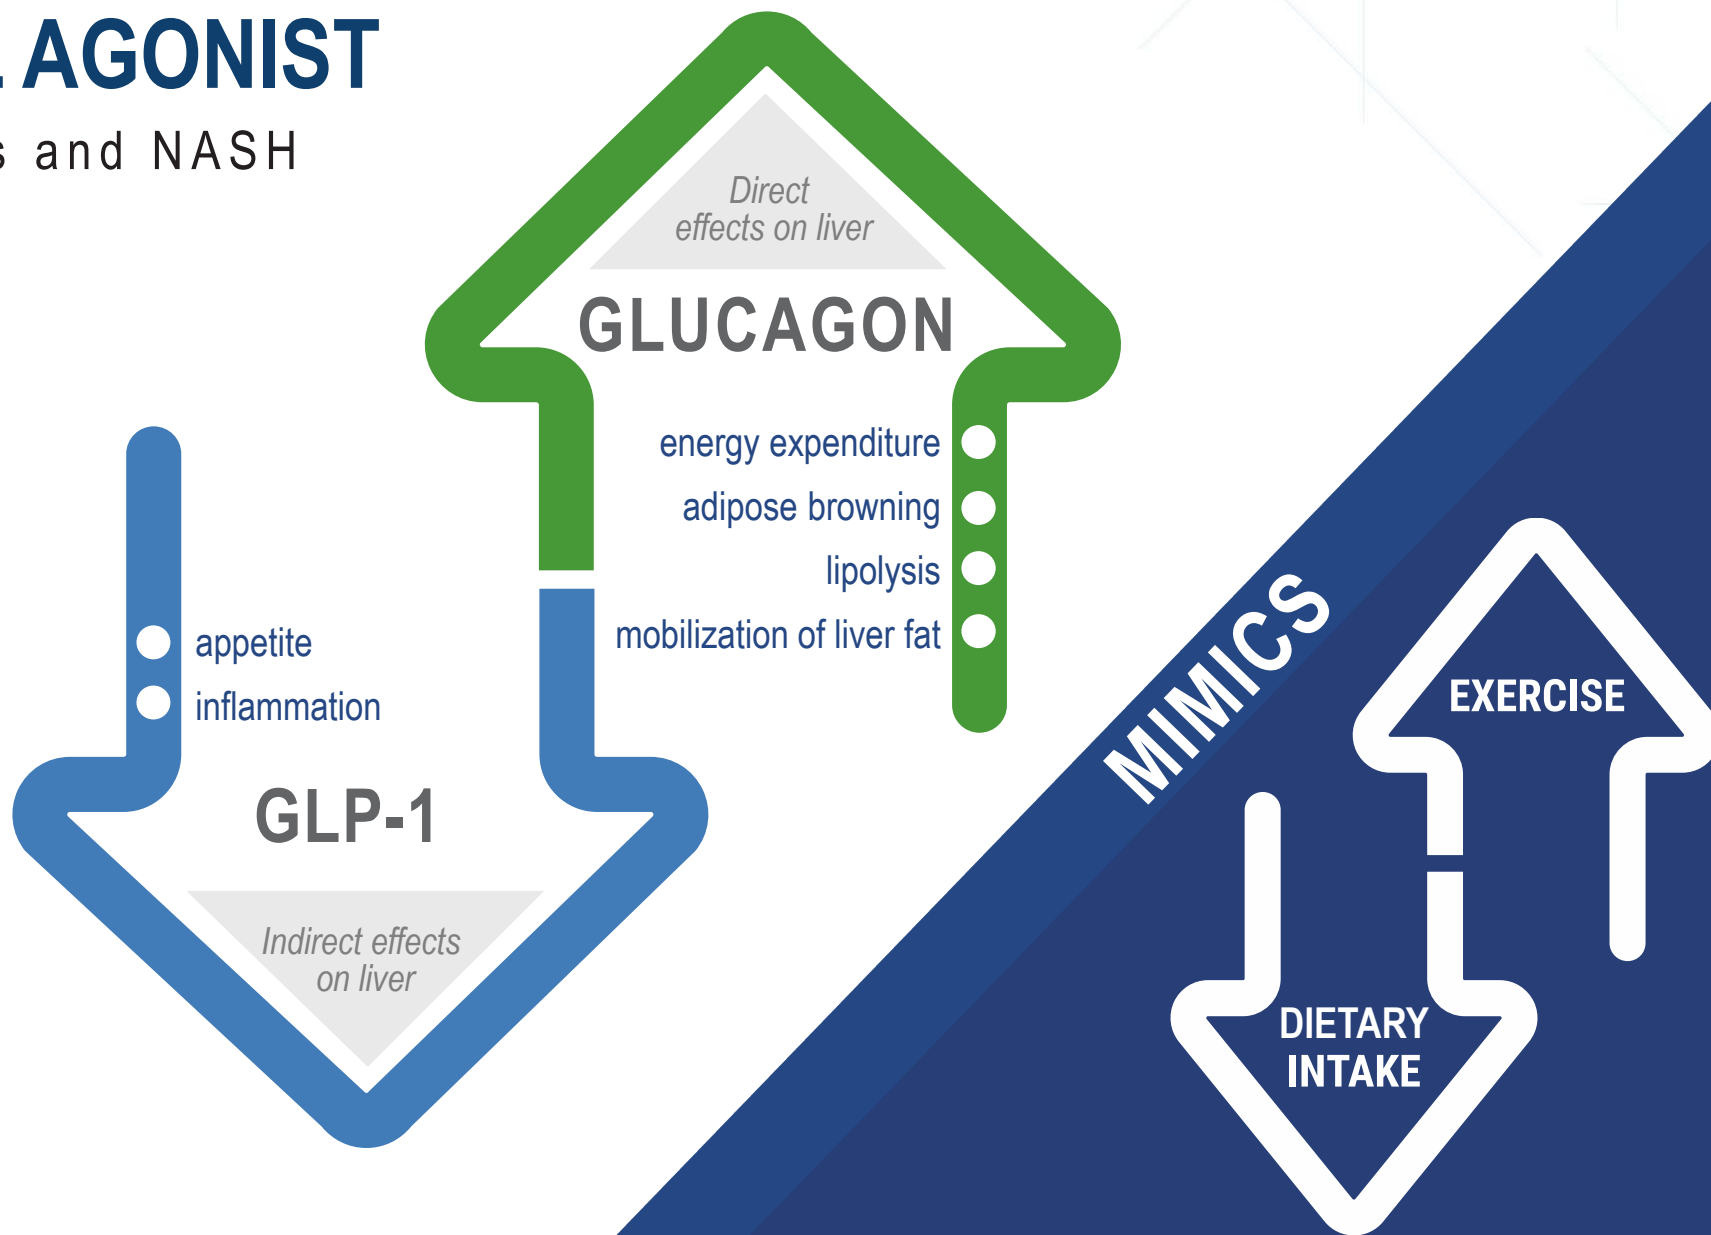 AGONIST
and NASH
Direct
effects on liver
GLUCAGON
energy expenditure
adipose browning
lipolysis
mobilization of liver fat
appetite
inflammation
GLP-1
Indirect effects
on liver
MIMICS
EXERCISE
DIETARY
INTAKE